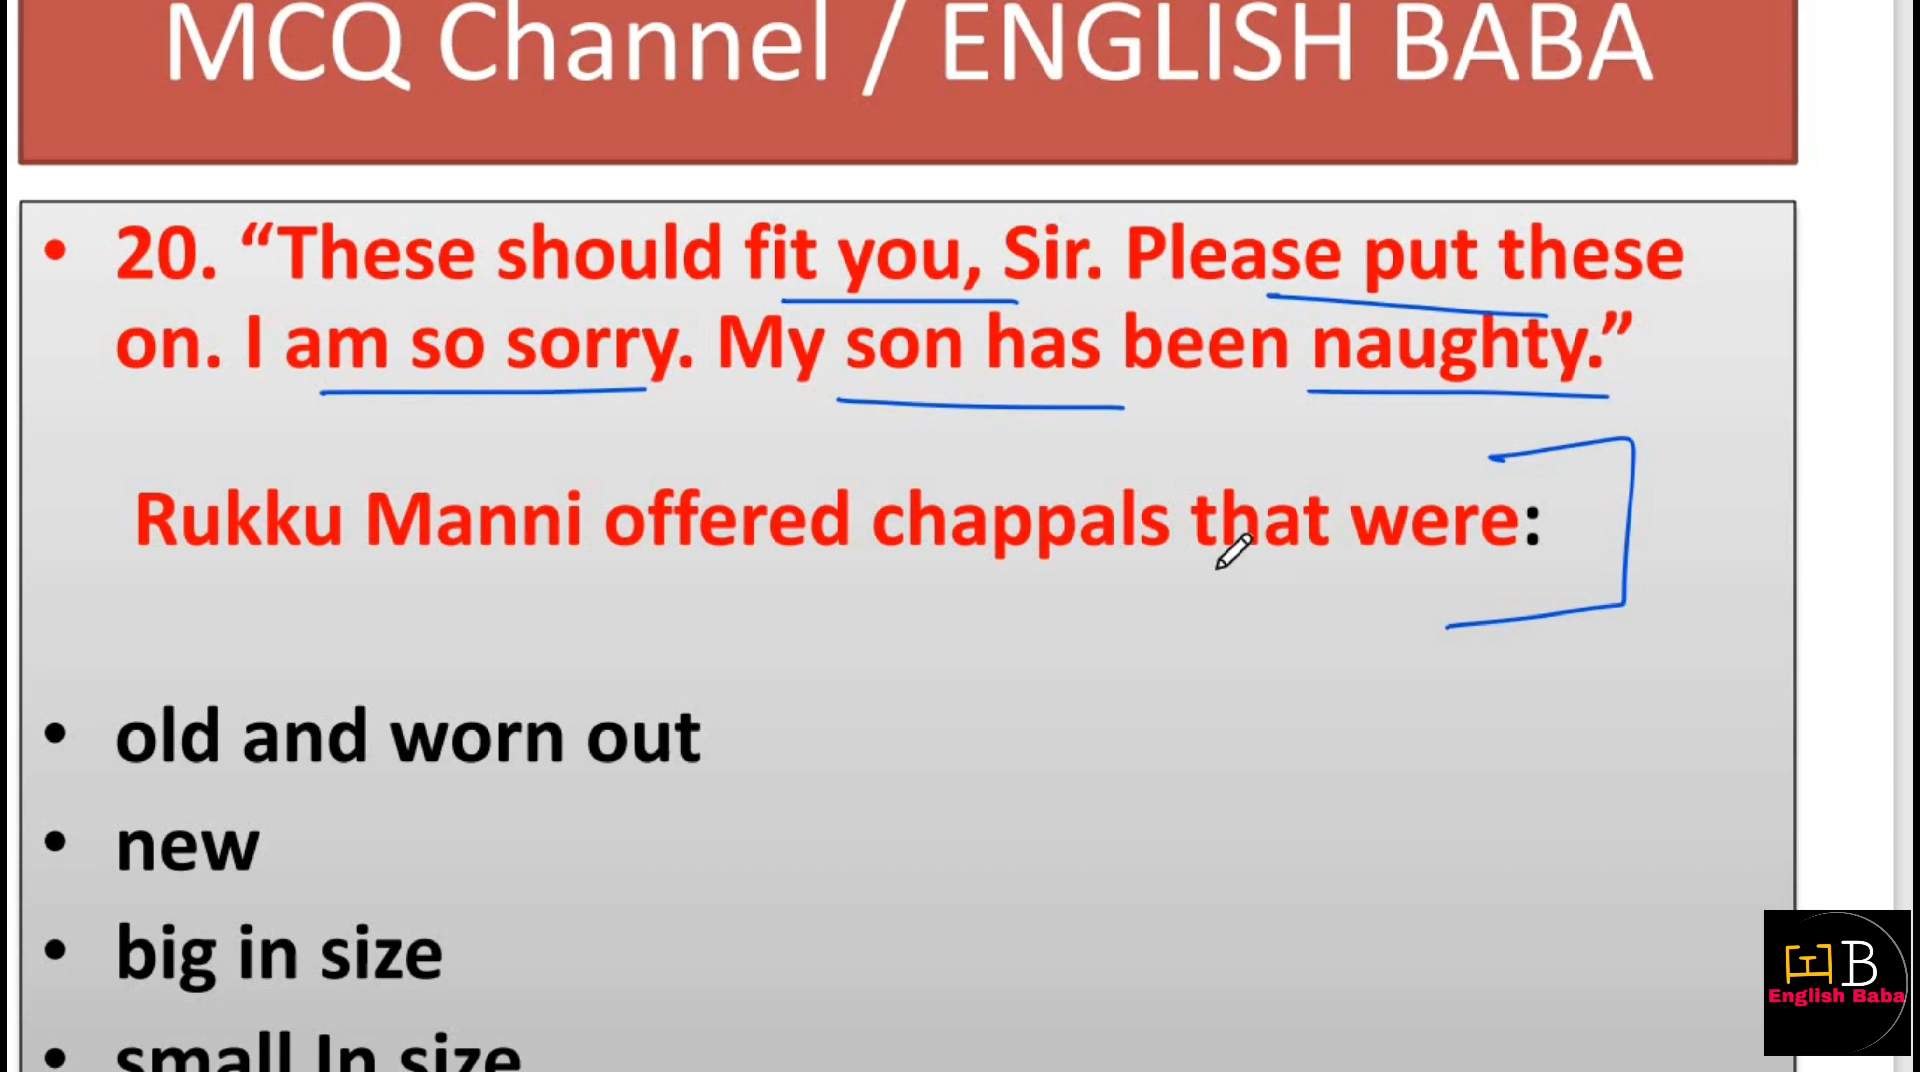 MCQ Channel / ENGLISH BABA
• 20. “These should fit you, Sir. Please put these
on. I am so sorry. My son has been naughty.”
Rukku Manni offered chappals that were:
• old and worn out
• new
• big in size
• small In size
B
English Baba